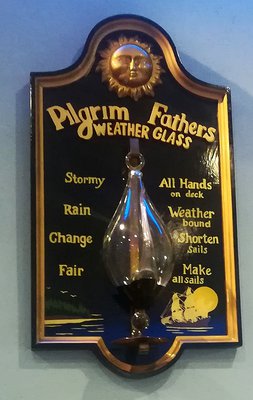 Pilgrim Fathers
WEATHER GLASS
Stormy
All Hands
on deck
Rain
Weather
bound
Change
Shorten
Sails
Fair
Make
all sails